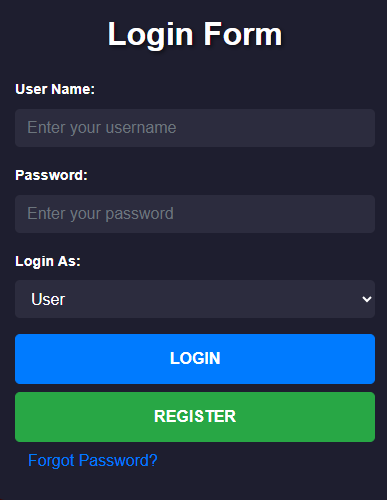 Login Form
User Name:
Enter your username
Password:
Enter your password
Login As:
User
LOGIN
REGISTER
Forgot Password?